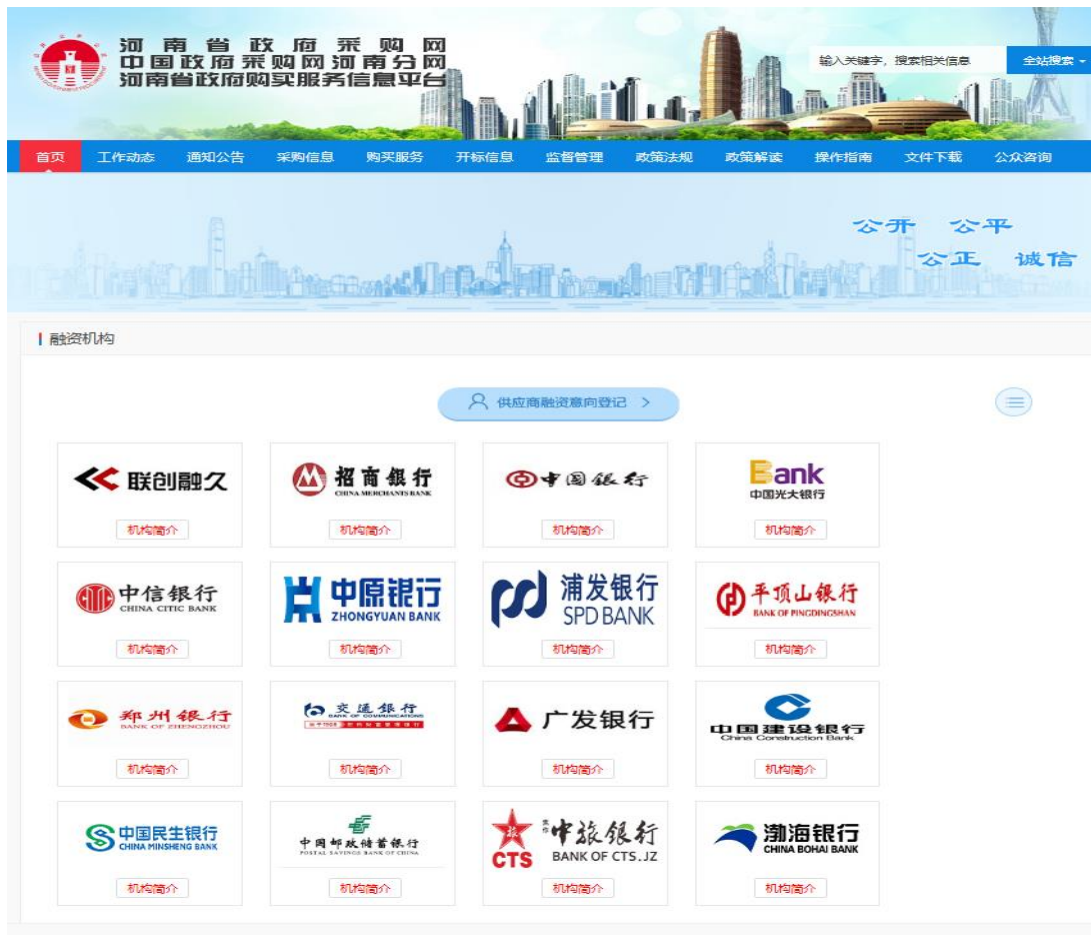 河南省政府采购网
中国政府采购网河南分网
河南省政府购买服务信息平台
输入关键字，搜索相关信息 全站搜索
首页 工作动态 通知公告 采购信息 购买服务 开标信息 监督管理 政策法规 政策解读 操作指南 文件下载 公众咨询
公开 公平
公正 诚信
融资机构
供应商融资意向登记 >
联创融久
机构简介
招商银行
CHINA MERCHANTS BANK
机构简介
中国银行
机构简介
Bank
中国光大银行
机构简介
中信银行
CHINA CITIC BANK
机构简介
中原银行
ZHONGYUAN BANK
机构简介
浦发银行
SPD BANK
机构简介
平顶山银行
BANK OF PINGDINGSHAN
机构简介
郑州银行
BANK OF ZHENGZHOU
机构简介
交通银行
BANK OF COMMUNICATIONS
机构简介
广发银行
机构简介
中国建设银行
China Construction Bank
机构简介
中国民生银行
CHINA MINSHENG BANK
机构简介
中国邮政储蓄银行
POSTAL SAVINGS BANK OF CHINA
机构简介
CTS
焦作中旅银行
BANK OF CTS.JZ
机构简介
渤海银行
CHINA BOHAI BANK
机构简介